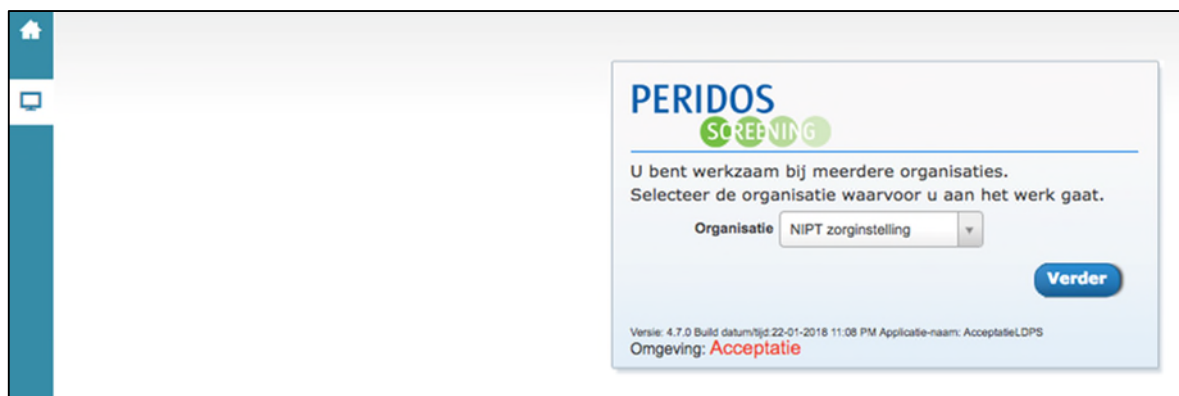 PERIDOS
SCREENING
U bent werkzaam bij meerdere organisaties.
Selecteer de organisatie waarvoor u aan het werk gaat.
Organisatie NIPT zorginstelling
Verder
Versie: 4.7.0 Build datum/tijd:22-01-2018 11:08 PM Applicatie-naam: AcceptatieLDPS
Omgeving: Acceptatie